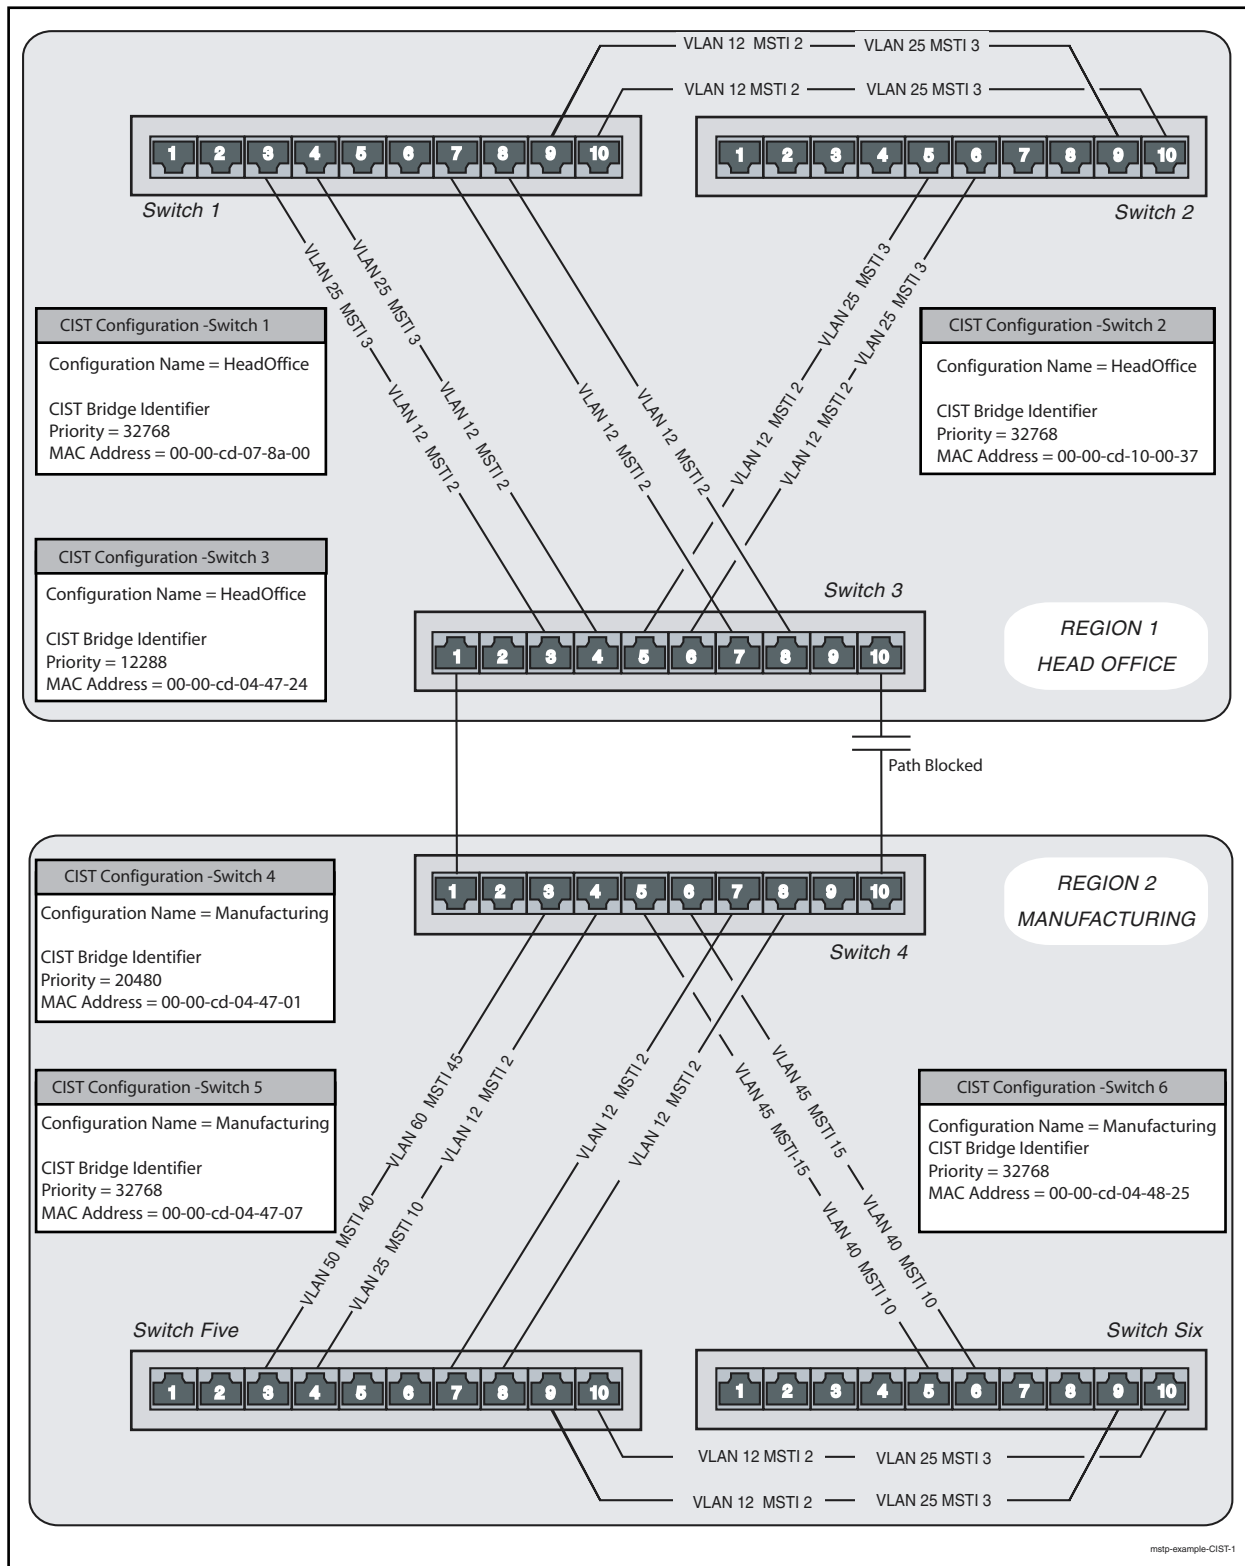 VLAN 12 MSTI 2
VLAN 25 MSTI 3
VLAN 12 MSTI 2
VLAN 25 MSTI 3
1 2 3 4 5 6 7 8 9 10
1 2 3 4 5 6 7 8 9 10
Switch 1
Switch 2
VLAN 25 MSTI 3
VLAN 25 MSTI 3
VLAN 25 MSTI 3
VLAN 25 MSTI 3
VLAN 12 MSTI 2
VLAN 12 MSTI 2
VLAN 12 MSTI 2
VLAN 12 MSTI 2
VLAN 12 MSTI 2
VLAN 12 MSTI 2
CIST Configuration -Switch 1
Configuration Name = HeadOffice
CIST Bridge Identifier
Priority = 32768
MAC Address = 00-00-cd-07-8a-00
CIST Configuration -Switch 2
Configuration Name = HeadOffice
CIST Bridge Identifier
Priority = 32768
MAC Address = 00-00-cd-10-00-37
CIST Configuration -Switch 3
Configuration Name = HeadOffice
CIST Bridge Identifier
Priority = 12288
MAC Address = 00-00-cd-04-47-24
Switch 3
1 2 3 4 5 6 7 8 9 10
REGION 1
HEAD OFFICE
Path Blocked
CIST Configuration -Switch 4
Configuration Name = Manufacturing
CIST Bridge Identifier
Priority = 20480
MAC Address = 00-00-cd-04-47-01
1 2 3 4 5 6 7 8 9 10
Switch 4
REGION 2
MANUFACTURING
VLAN 60 MSTI 45
VLAN 12 MSTI 2
VLAN 12 MSTI 2
VLAN 12 MSTI 2
VLAN 45 MSTI-15
VLAN 45 MSTI 15
VLAN 50 MSTI 40
VLAN 25 MSTI 10
VLAN 40 MSTI 10
VLAN 40 MSTI 10
CIST Configuration -Switch 5
Configuration Name = Manufacturing
CIST Bridge Identifier
Priority = 32768
MAC Address = 00-00-cd-04-47-07
CIST Configuration -Switch 6
Configuration Name = Manufacturing
CIST Bridge Identifier
Priority = 32768
MAC Address = 00-00-cd-04-48-25
Switch Five
Switch Six
1 2 3 4 5 6 7 8 9 10
1 2 3 4 5 6 7 8 9 10
VLAN 12 MSTI 2
VLAN 25 MSTI 3
VLAN 12 MSTI 2
VLAN 25 MSTI 3
mstp-example-CIST-1